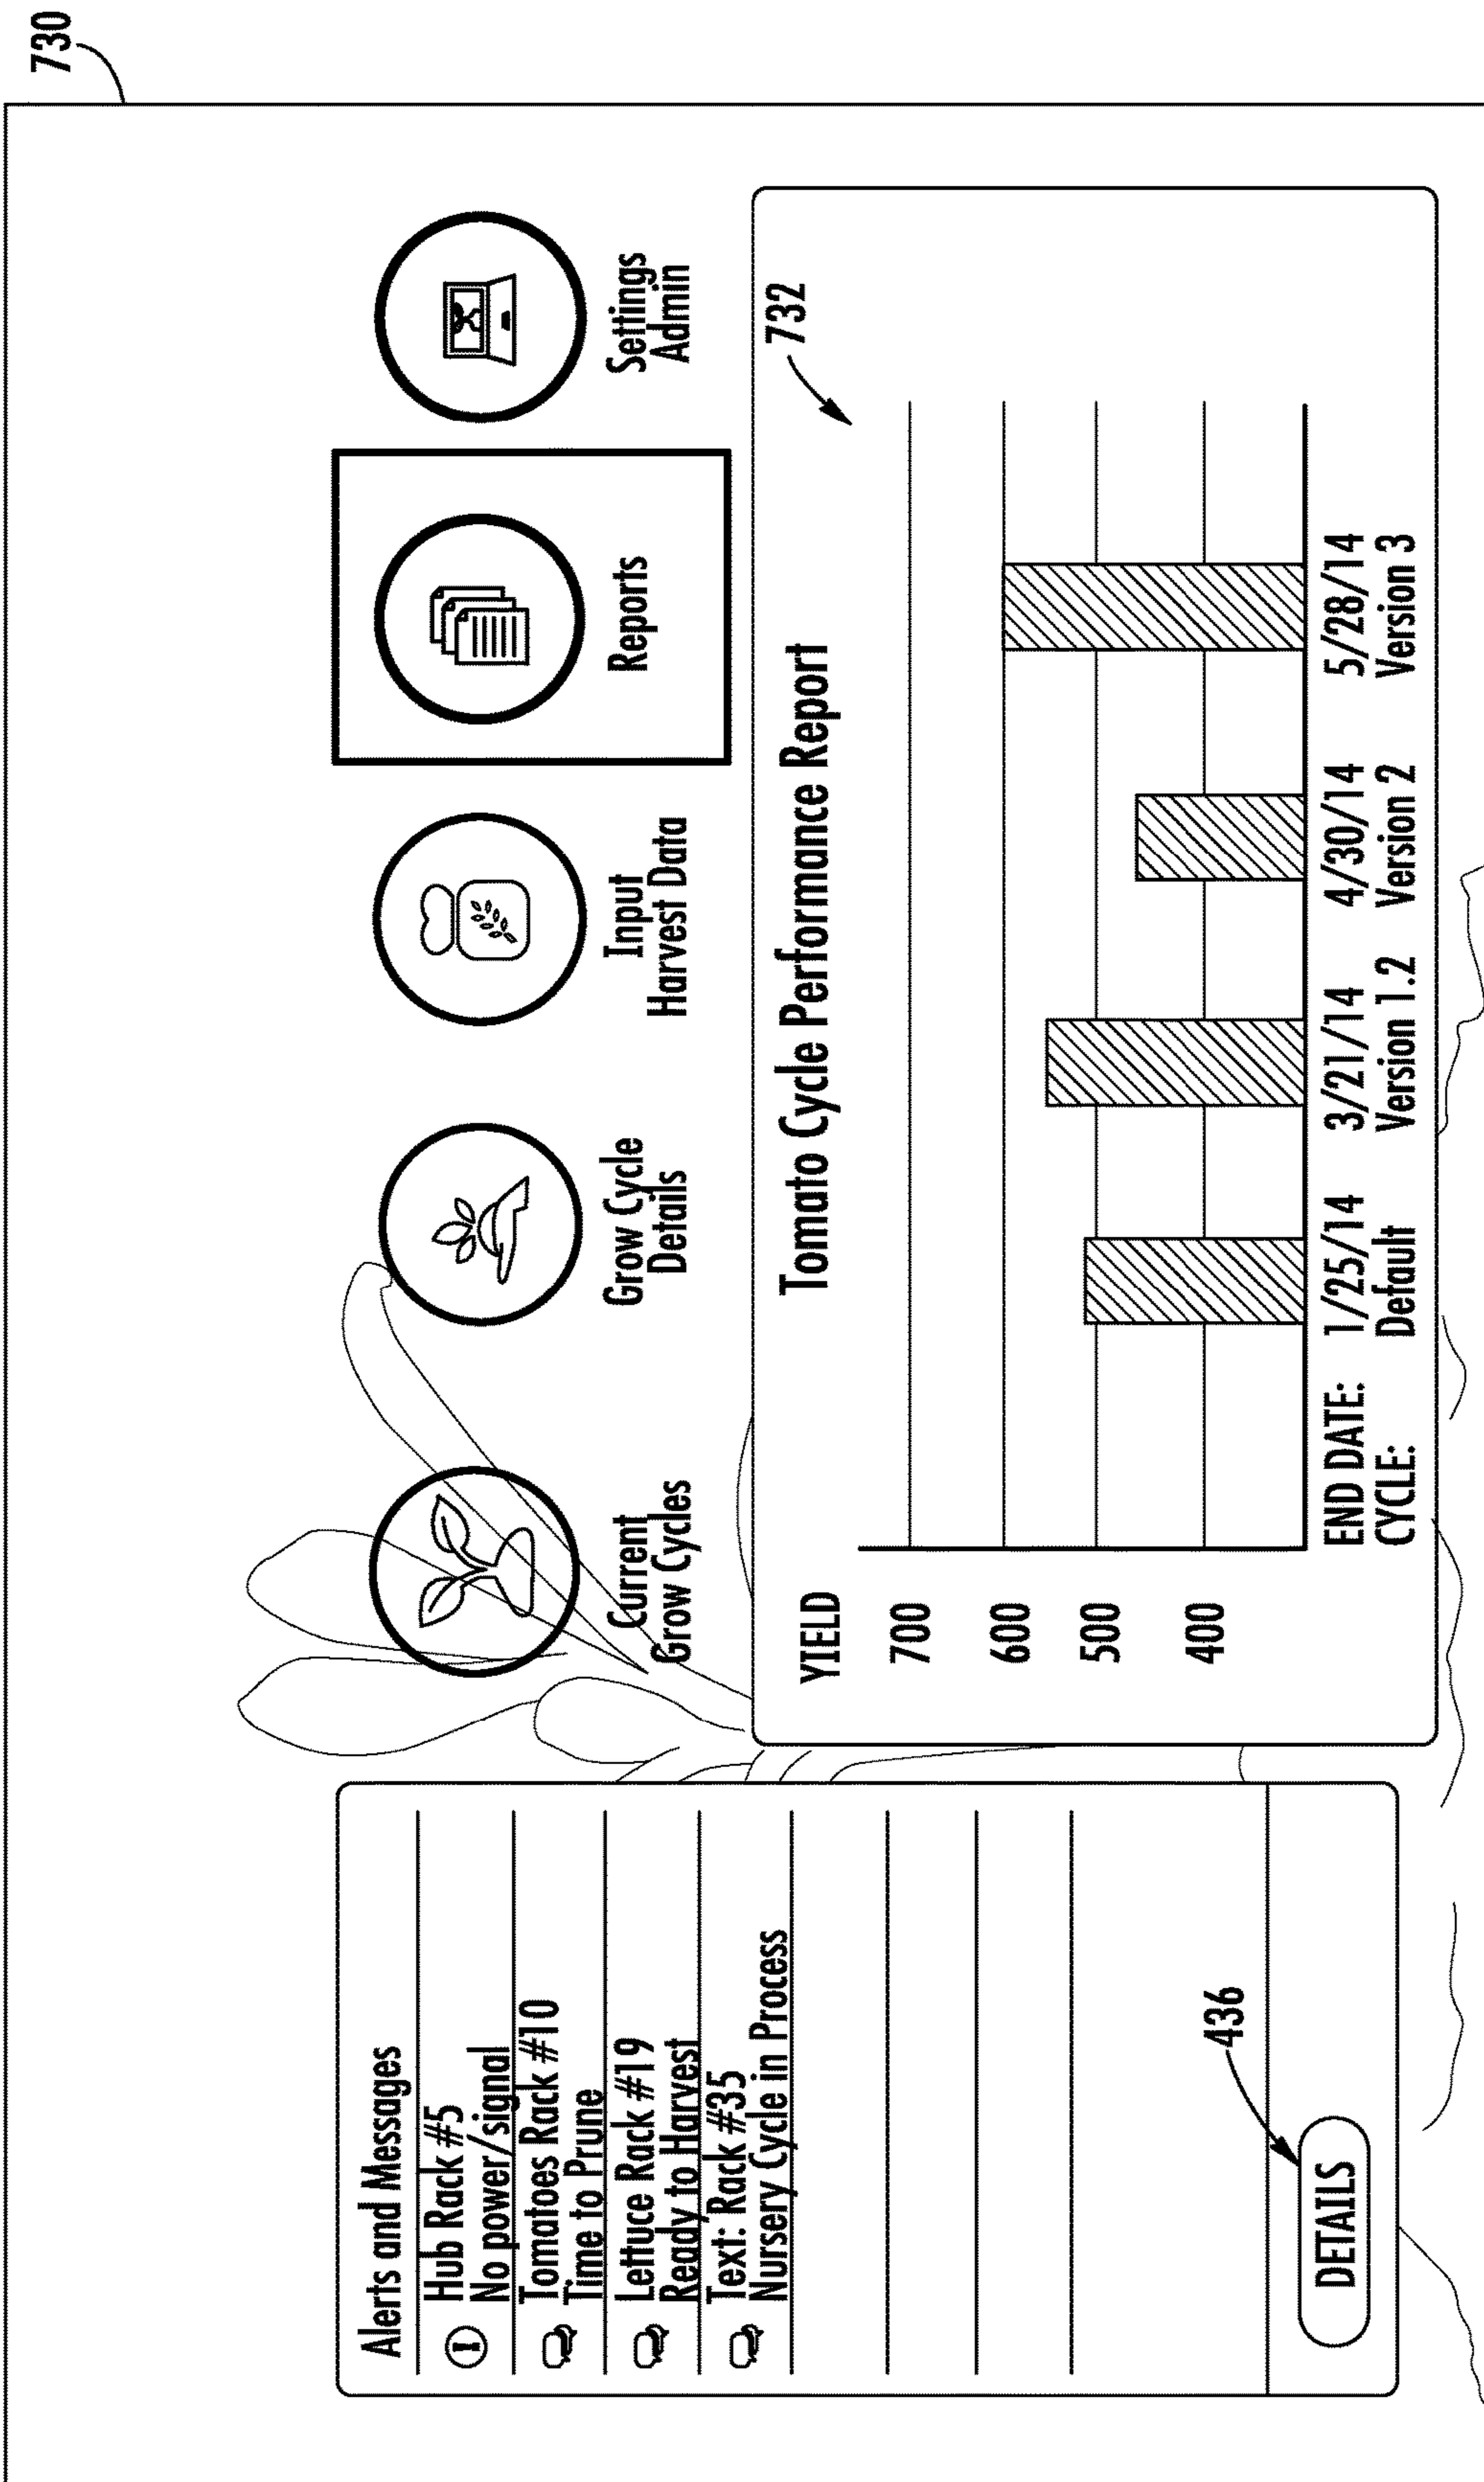 730
Current
Grow Cycles
Grow Cycle
Details
Input
Harvest Data
Reports
Settings
Admin
Alerts and Messages
Hub Rack #5
No power/signal
Tomatoes Rack #10
Time to Prune
Lettuce Rack #19
Ready to Harvest
Text: Rack #35
Nursery Cycle in Process
436
DETAILS
Tomato Cycle Performance Report
732
YIELD
700
600
500
400
END DATE: 1/25/14 3/21/14 4/30/14 5/28/14
CYCLE: Default Version 1.2 Version 2 Version 3